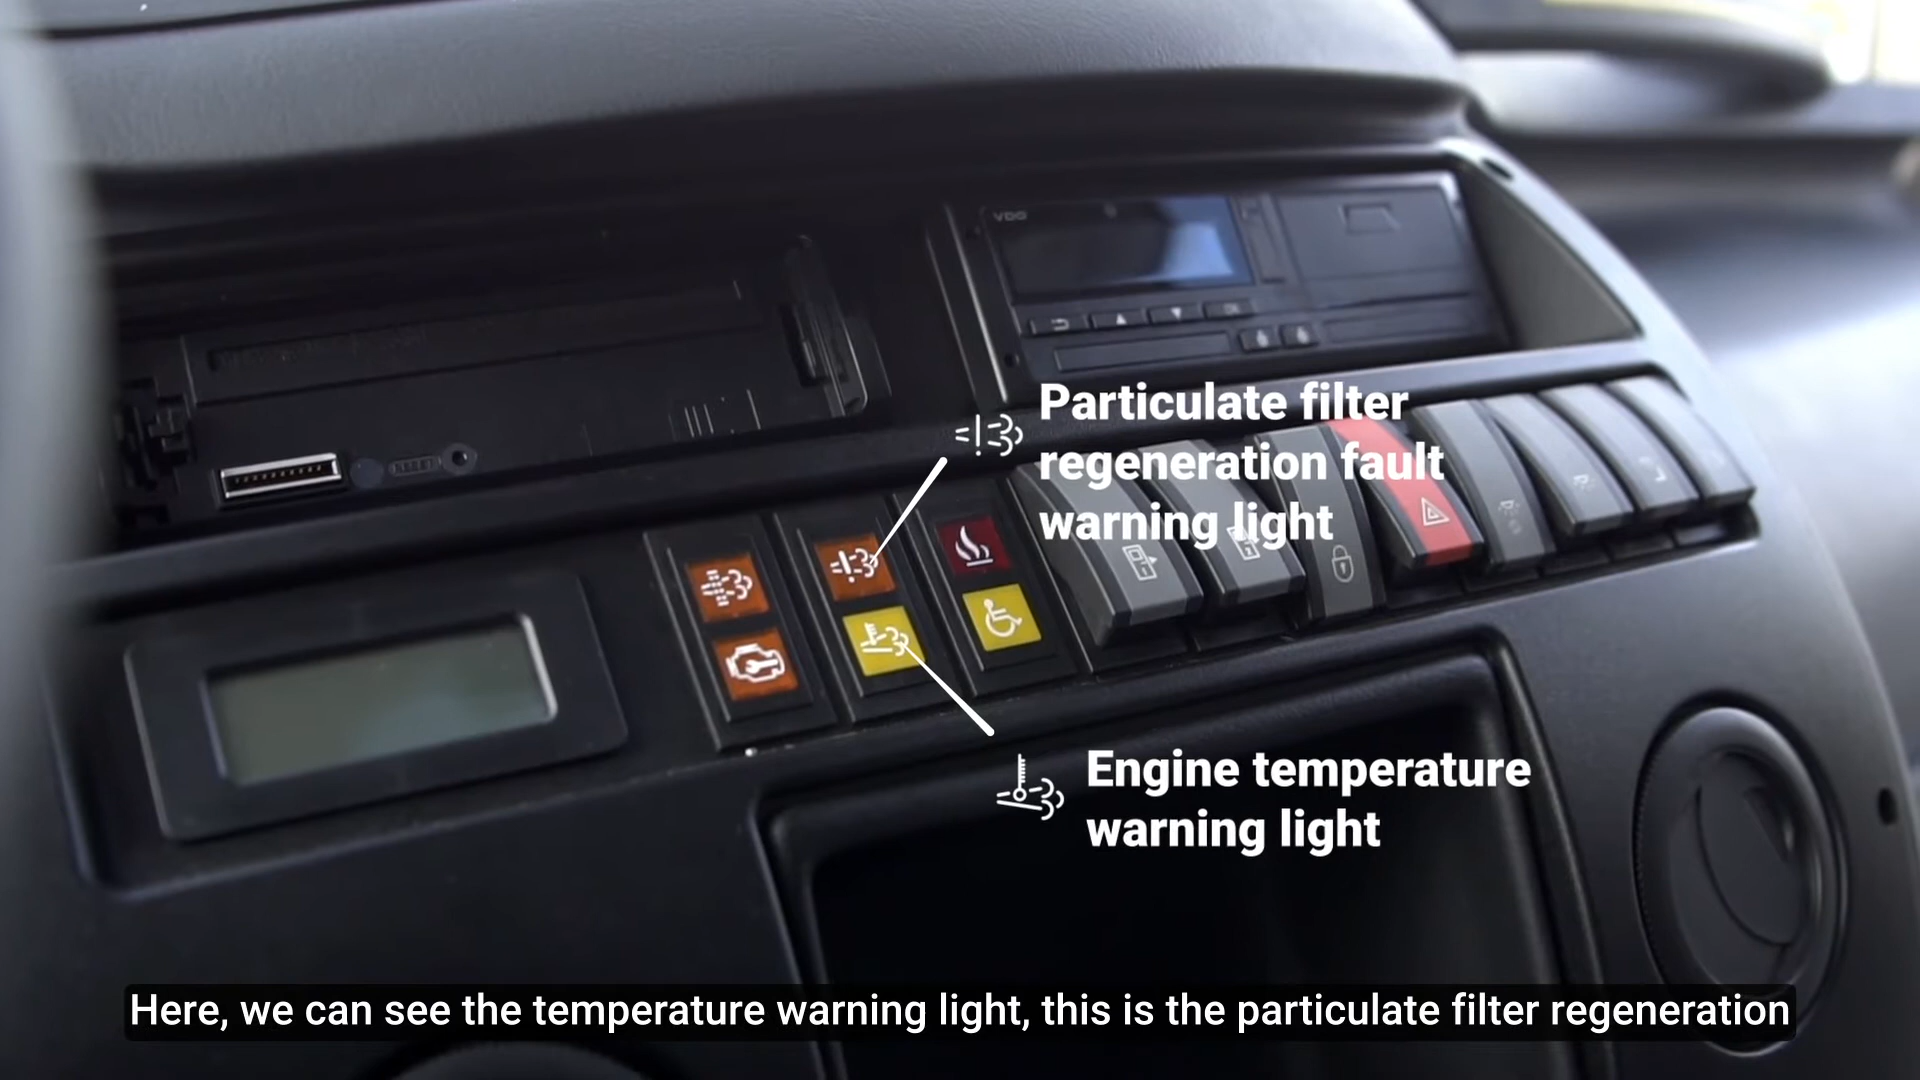 VDO
Particulate filter
regeneration fault
warning light
Engine temperature
warning light
Here, we can see the temperature warning light, this is the particulate filter regeneration